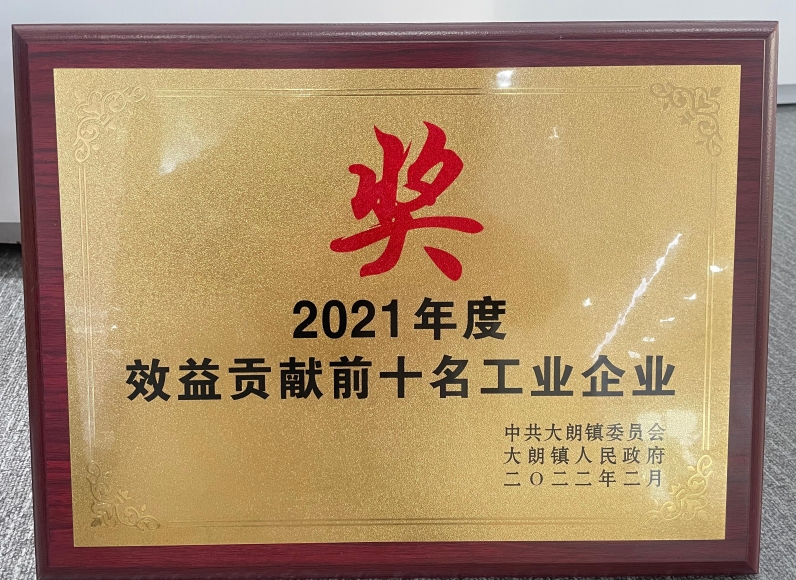 奖
2021年度
效益贡献前十名工业企业
中共大朗镇委员会
大朗镇人民政府
二〇二二年二月